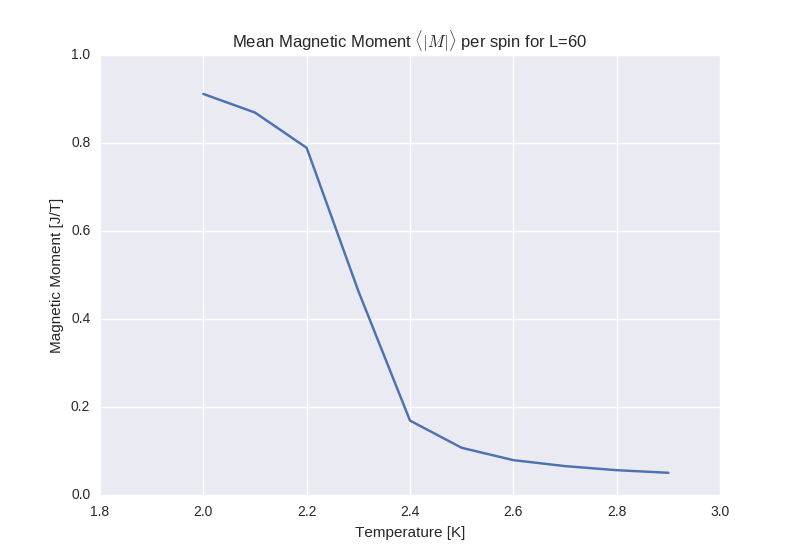 Mean Magnetic Moment ⟨|M|⟩ per spin for L=60
1.0
0.8
0.6
0.4
0.2
0.0
Magnetic Moment [J/T]
1.8 2.0 2.2 2.4 2.6 2.8 3.0
Temperature [K]